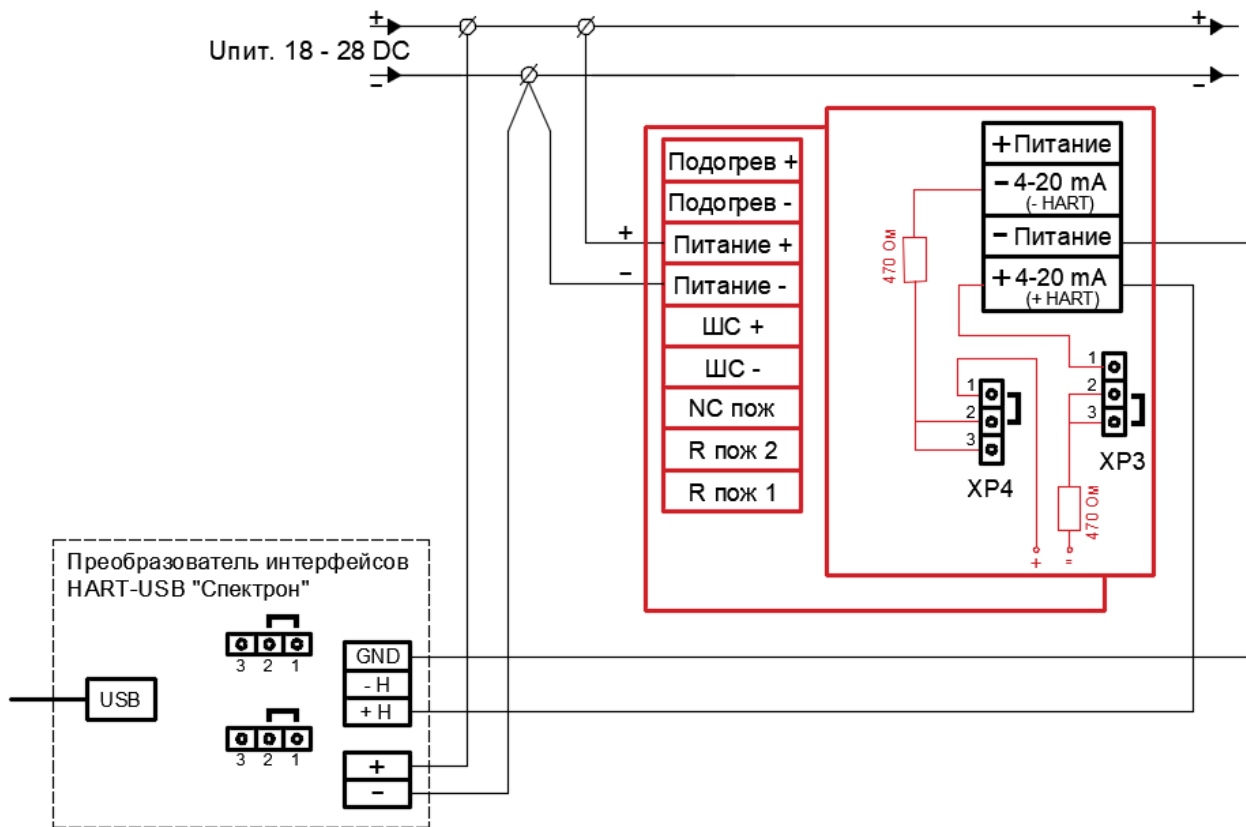 +
+
Uпит. 18 - 28 DC
−
−
Подогрев +
Подогрев -
+
Питание +
−
Питание -
ШС +
ШС -
NC пож
R пож 2
R пож 1
+ Питание
− 4-20 mA
(- HART)
− Питание
+ 4-20 mA
(+ HART)
470 Ом
1
2
3
XP4
1
2
3
XP3
470 Ом
+
=
Преобразователь интерфейсов
HART-USB "Спектрон"
3 2 1
3 2 1
USB
GND
- H
+ H
+
−